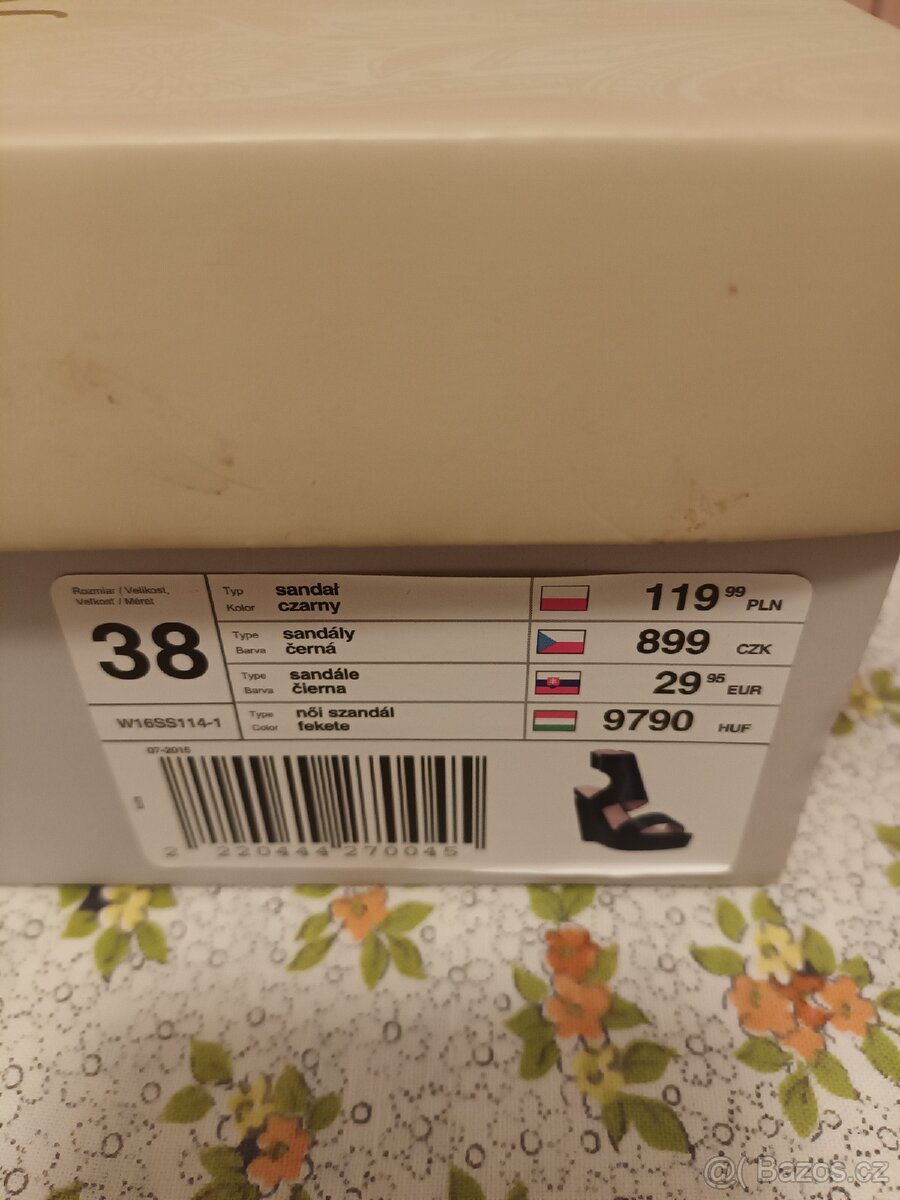 Rozmiar / Velikost,
Veľkosť / Méret
38
W16SS114-1
Typ sandał
Kolor czarny
119 99 PLN
Type sandály
Barva černá
899 CZK
Type sandále
Barva čierna
29 95 EUR
Type női szandál
Color fekete
9790 HUF
07-2015
2 220444 270045
@( Bazos.cz